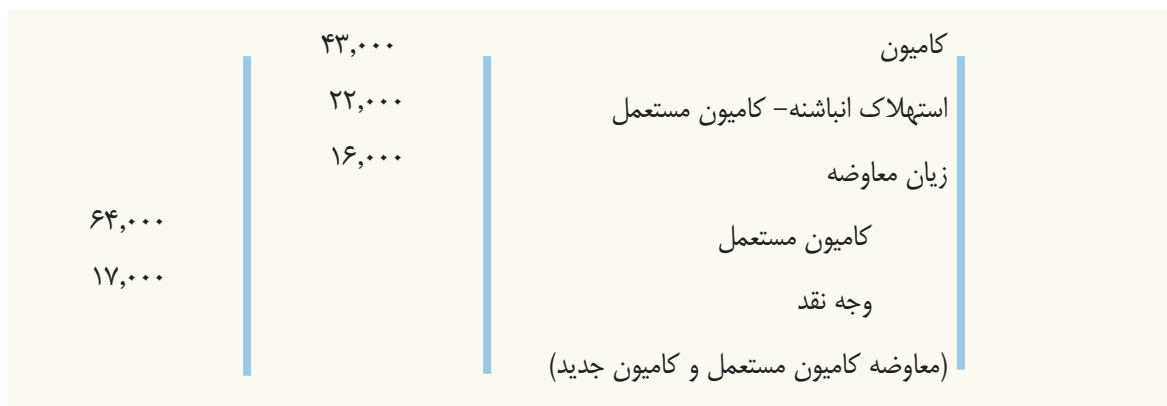 کامیون ۴۳,۰۰۰
استهلاک انباشنه– کامیون مستعمل ۲۲,۰۰۰
زیان معاوضه ۱۶,۰۰۰
کامیون مستعمل ۶۴,۰۰۰
وجه نقد ۱۷,۰۰۰
(معاوضه کامیون مستعمل و کامیون جدید)